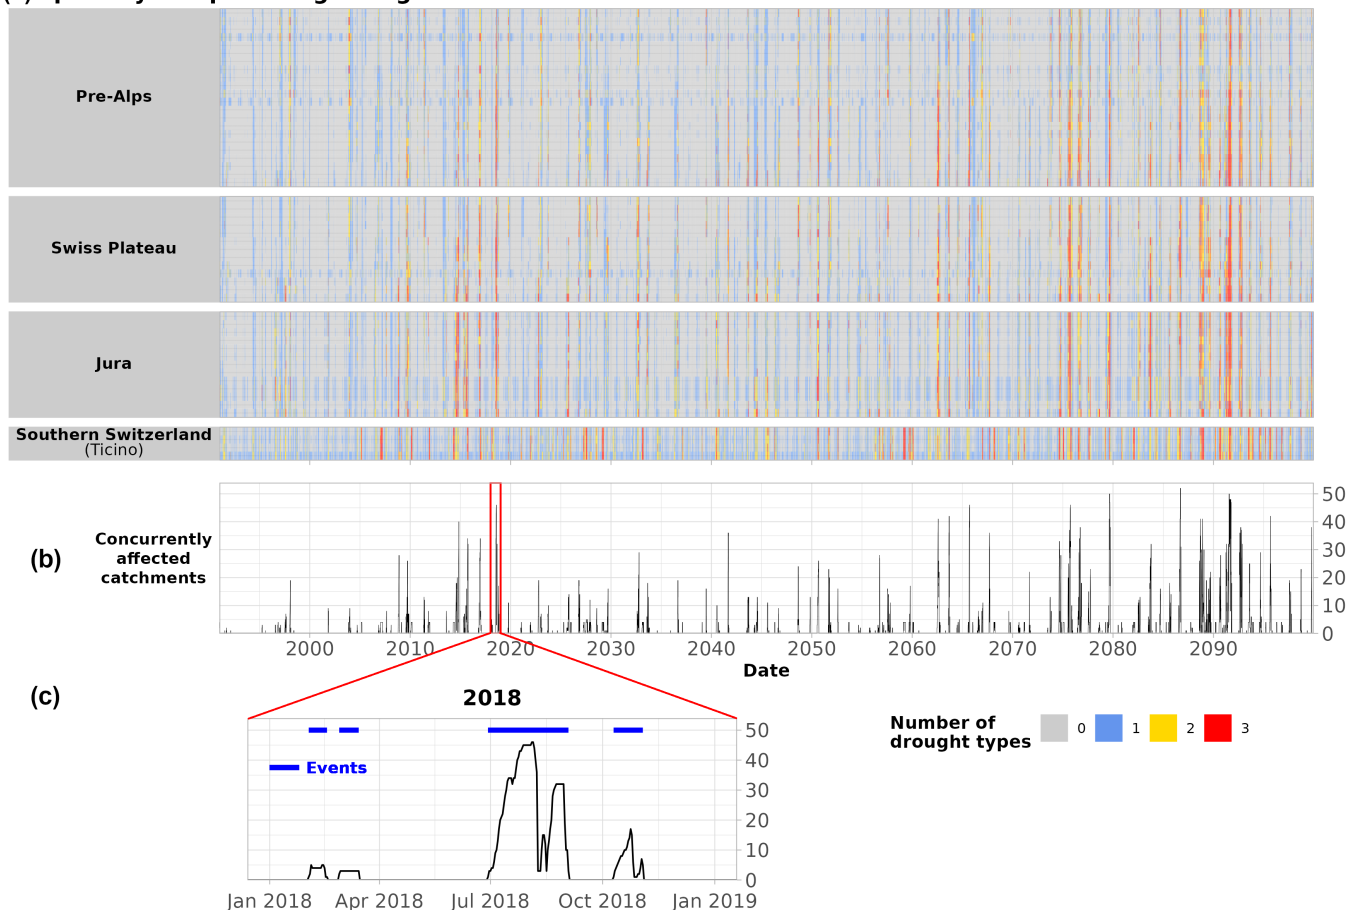 Pre-Alps
Swiss Plateau
Jura
Southern Switzerland
(Ticino)
(b)
Concurrently
affected
catchments
50
40
30
20
10
0
2000 2010 2020 2030 2040 2050 2060 2070 2080 2090
Date
(c)
2018
Events
50
40
30
20
10
0
Jan 2018 Apr 2018 Jul 2018 Oct 2018 Jan 2019
Number of
drought types
0 1 2 3